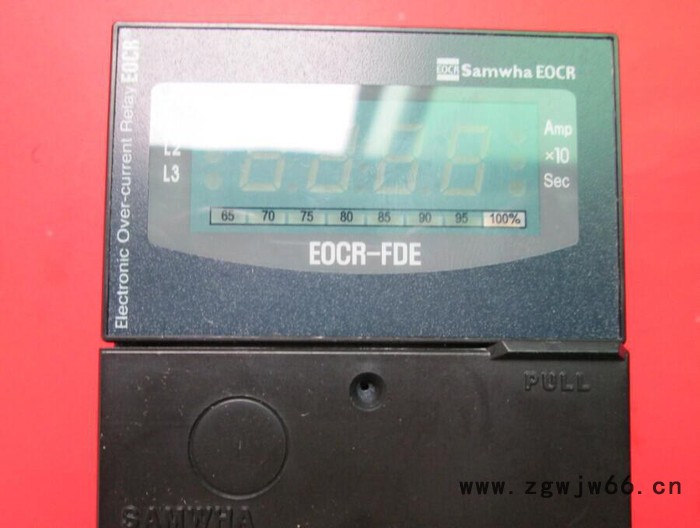 Electronic Over-current Relay EOCR
EOCR Samwha EOCR
L2
L3
Amp
×10
Sec
65 70 75 80 85 90 95 100%
EOCR-FDE
PULL
www.zgwjw66.cn
SAMWHA